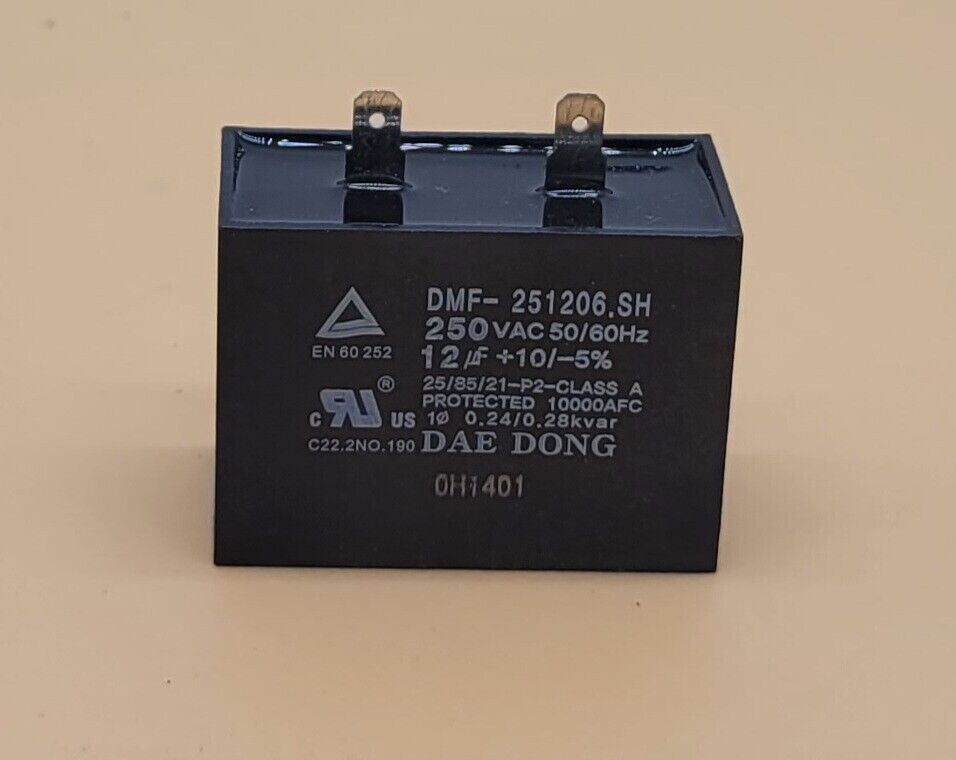 DMF- 251206.SH
250 VAC 50/60Hz
12 µF +10/-5%
EN 60 252
25/85/21-P2-CLASS A
PROTECTED 10000AFC
1Ø 0.24/0.28kvar
c RU ® US
C22.2NO.190
DAE DONG
0H1401